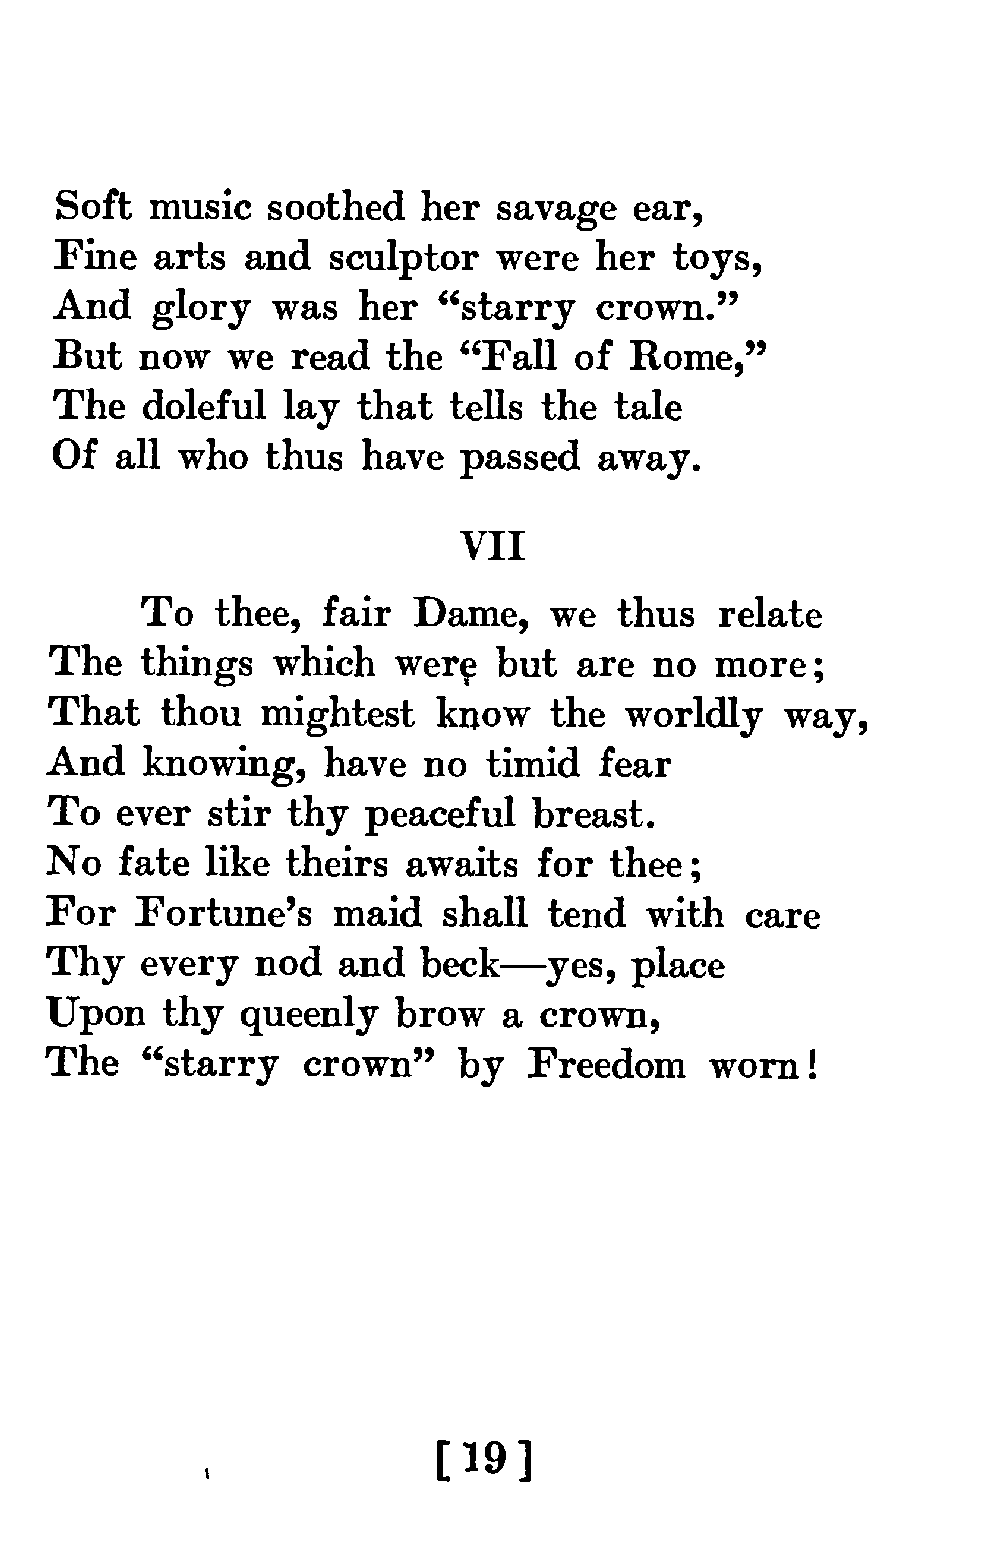 Soft music soothed her savage ear,
Fine arts and sculptor were her toys,
And glory was her “starry crown.”
But now we read the “Fall of Rome,”
The doleful lay that tells the tale
Of all who thus have passed away.
VII
To thee, fair Dame, we thus relate
The things which were but are no more;
That thou mightest know the worldly way,
And knowing, have no timid fear
To ever stir thy peaceful breast.
No fate like theirs awaits for thee;
For Fortune’s maid shall tend with care
Thy every nod and beck—yes, place
Upon thy queenly brow a crown,
The “starry crown” by Freedom worn!
[19]